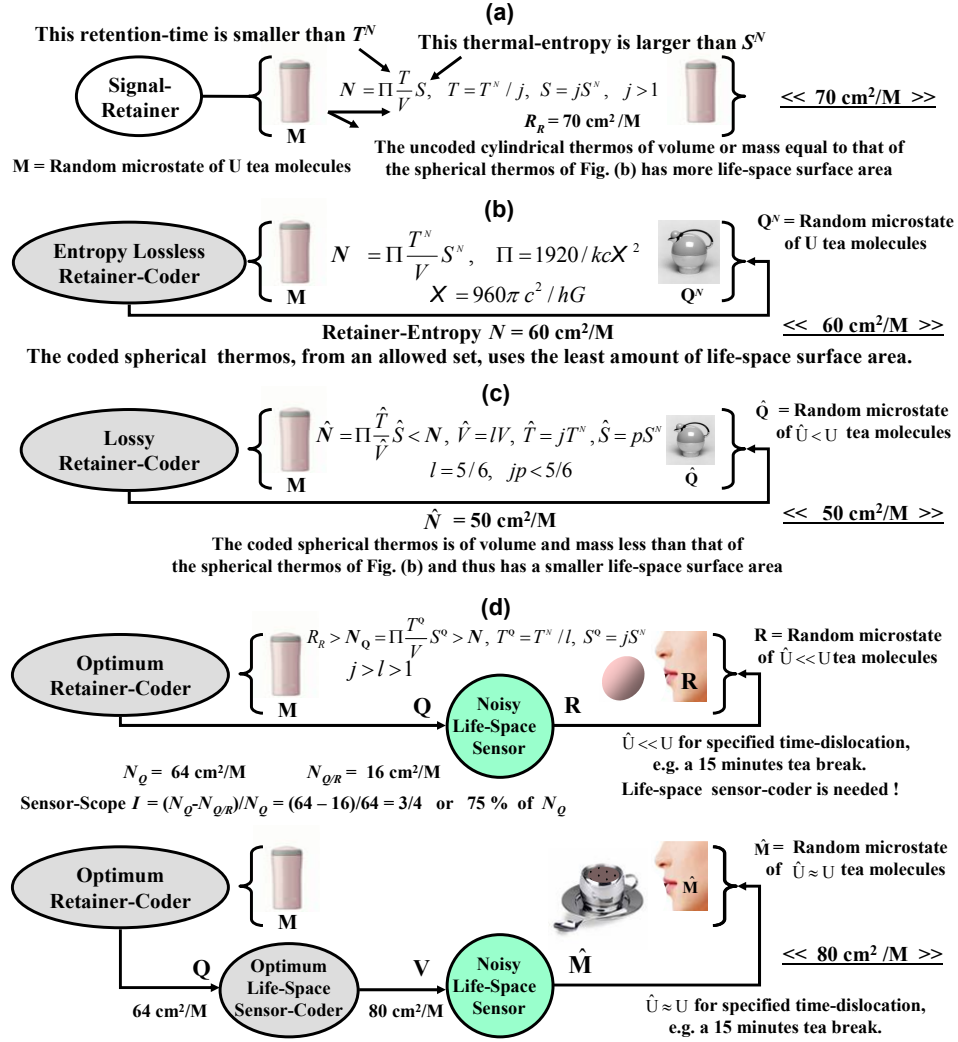 (a)
This retention-time is smaller than T^N
This thermal-entropy is larger than S^N
Signal-
Retainer
M
N = Π T/V S, T = T^N / j, S = jS^N, j > 1
R_R = 70 cm²/M
<< 70 cm²/M >>
M = Random microstate of U tea molecules
The uncoded cylindrical thermos of volume or mass equal to that of
the spherical thermos of Fig. (b) has more life-space surface area
(b)
Entropy Lossless
Retainer-Coder
M
N = Π T^N/V S^N, Π = 1920 / kcX²
X = 960π c² / hG
Q^N
Q^N = Random microstate
of U tea molecules
Retainer-Entropy N = 60 cm²/M
<< 60 cm²/M >>
The coded spherical thermos, from an allowed set, uses the least amount of life-space surface area.
(c)
Lossy
Retainer-Coder
M
N̂ = Π T̂/V̂ Ŝ < N, V̂ = lV, T̂ = jT^N, Ŝ = pS^N
l = 5/6, jp < 5/6
Q̂
Q̂ = Random microstate
of Û < U tea molecules
N̂ = 50 cm²/M
<< 50 cm²/M >>
The coded spherical thermos is of volume and mass less than that of
the spherical thermos of Fig. (b) and thus has a smaller life-space surface area
(d)
Optimum
Retainer-Coder
M
R_R > N_Q = Π T^Q/V S^Q > N, T^Q = T^N / l, S^Q = jS^N
j > l > 1
R
R = Random microstate
of Û << U tea molecules
Q
Noisy
Life-Space
Sensor
R
Û << U for specified time-dislocation,
e.g. a 15 minutes tea break.
Life-space sensor-coder is needed !
N_Q = 64 cm²/M
N_Q/R = 16 cm²/M
Sensor-Scope I = (N_Q-N_Q/R)/N_Q = (64 – 16)/64 = 3/4 or 75 % of N_Q
Optimum
Retainer-Coder
M
M̂
M̂ = Random microstate
of Û ≈ U tea molecules
Q
64 cm²/M
Optimum
Life-Space
Sensor-Coder
V
80 cm²/M
Noisy
Life-Space
Sensor
M̂
<< 80 cm² /M >>
Û ≈ U for specified time-dislocation,
e.g. a 15 minutes tea break.